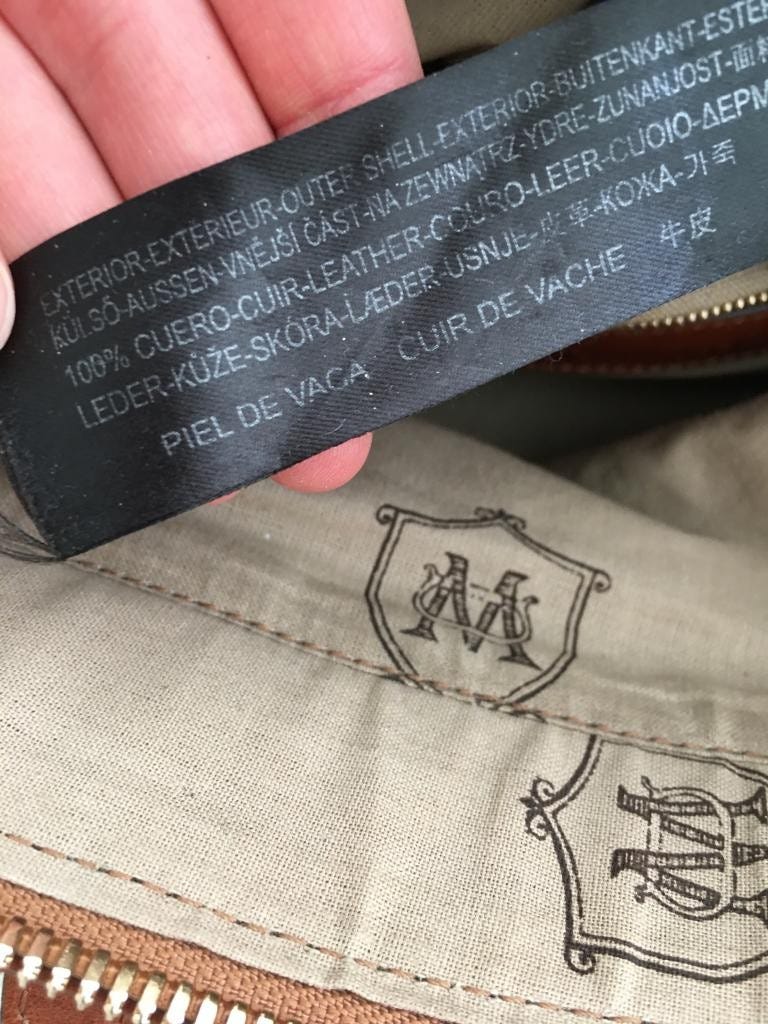 EXTERIOR-EXTÉRIEUR-OUTER SHELL-EXTERIOR-BUITENKANT-ESTE
KÜLSŐ-AUSSEN-VNĚJŠÍ ČÁST-NA ZEWNĄTRZ-YDRE-ZUNANJOST-面料
100% CUERO-CUIR-LEATHER-COURO-LEER-CUOIO-ΔΕΡΜ
LEDER-KŮŽE-SKÓRA-LÆDER-USNJE-皮革-КОЖА-가죽
PIEL DE VACA CUIR DE VACHE 牛皮